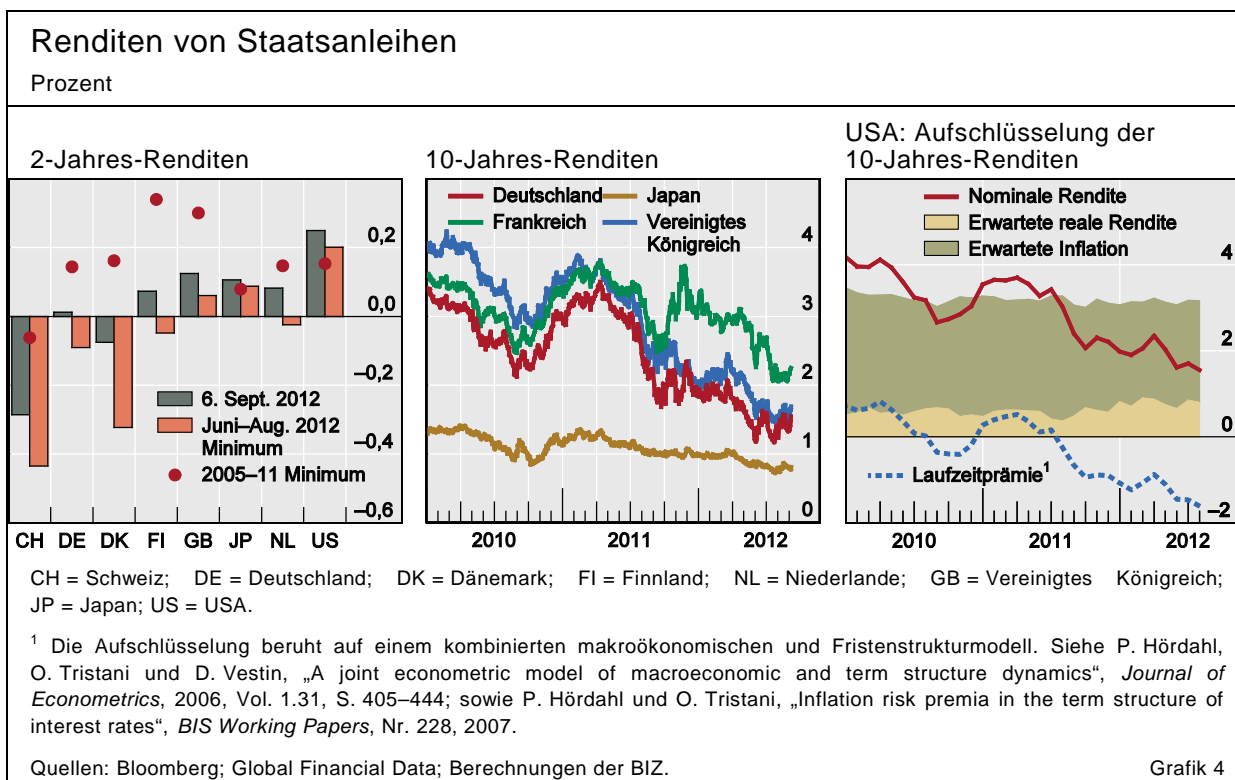 Renditen von Staatsanleihen
Prozent
2-Jahres-Renditen
0,2
0,0
–0,2
–0,4
–0,6
6. Sept. 2012
Juni–Aug. 2012
Minimum
2005–11 Minimum
CH DE DK FI GB JP NL US
10-Jahres-Renditen
Deutschland
Japan
Frankreich
Vereinigtes
Königreich
4
3
2
1
0
2010 2011 2012
USA: Aufschlüsselung der
10-Jahres-Renditen
Nominale Rendite
Erwartete reale Rendite
Erwartete Inflation
4
2
0
Laufzeitprämie1
–2
2010 2011 2012
CH = Schweiz; DE = Deutschland; DK = Dänemark; FI = Finnland; NL = Niederlande; GB = Vereinigtes Königreich;
JP = Japan; US = USA.
1 Die Aufschlüsselung beruht auf einem kombinierten makroökonomischen und Fristenstrukturmodell. Siehe P. Hördahl,
O. Tristani und D. Vestin, „A joint econometric model of macroeconomic and term structure dynamics“, Journal of
Econometrics, 2006, Vol. 1.31, S. 405–444; sowie P. Hördahl und O. Tristani, „Inflation risk premia in the term structure of
interest rates“, BIS Working Papers, Nr. 228, 2007.
Quellen: Bloomberg; Global Financial Data; Berechnungen der BIZ.
Grafik 4